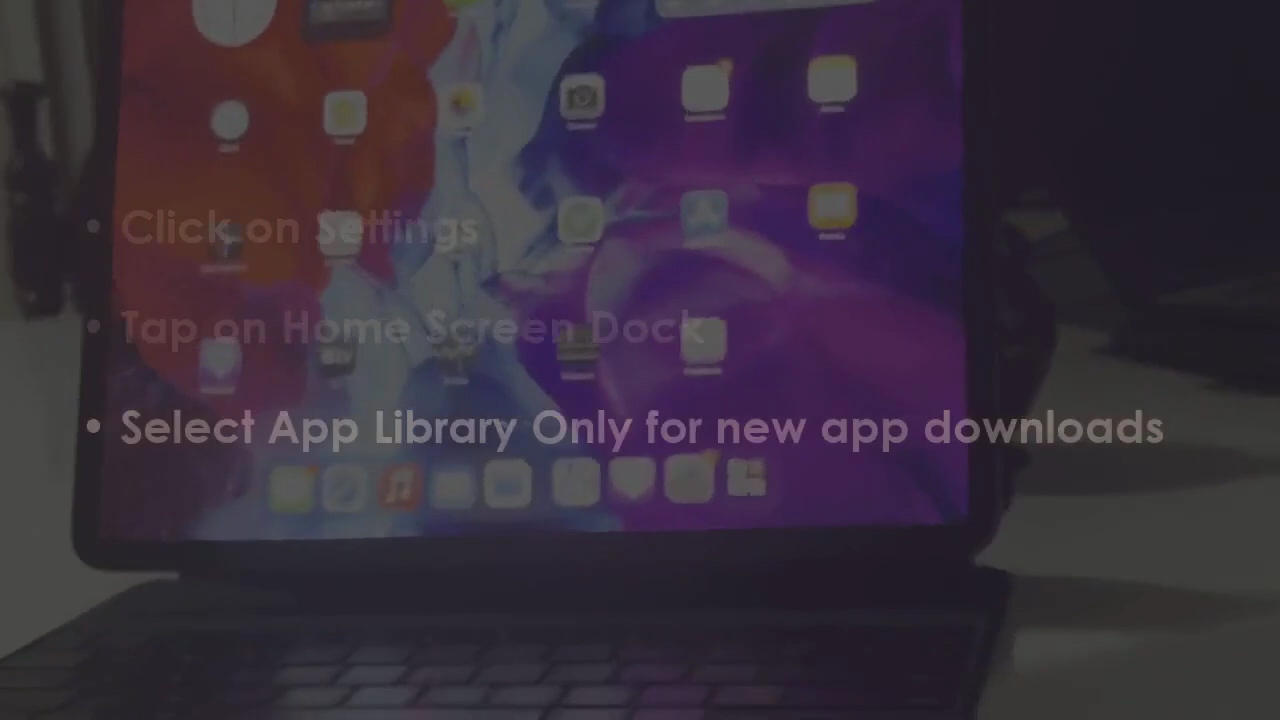 • Click on Settings
• Tap on Home Screen Dock
• Select App Library Only for new app downloads